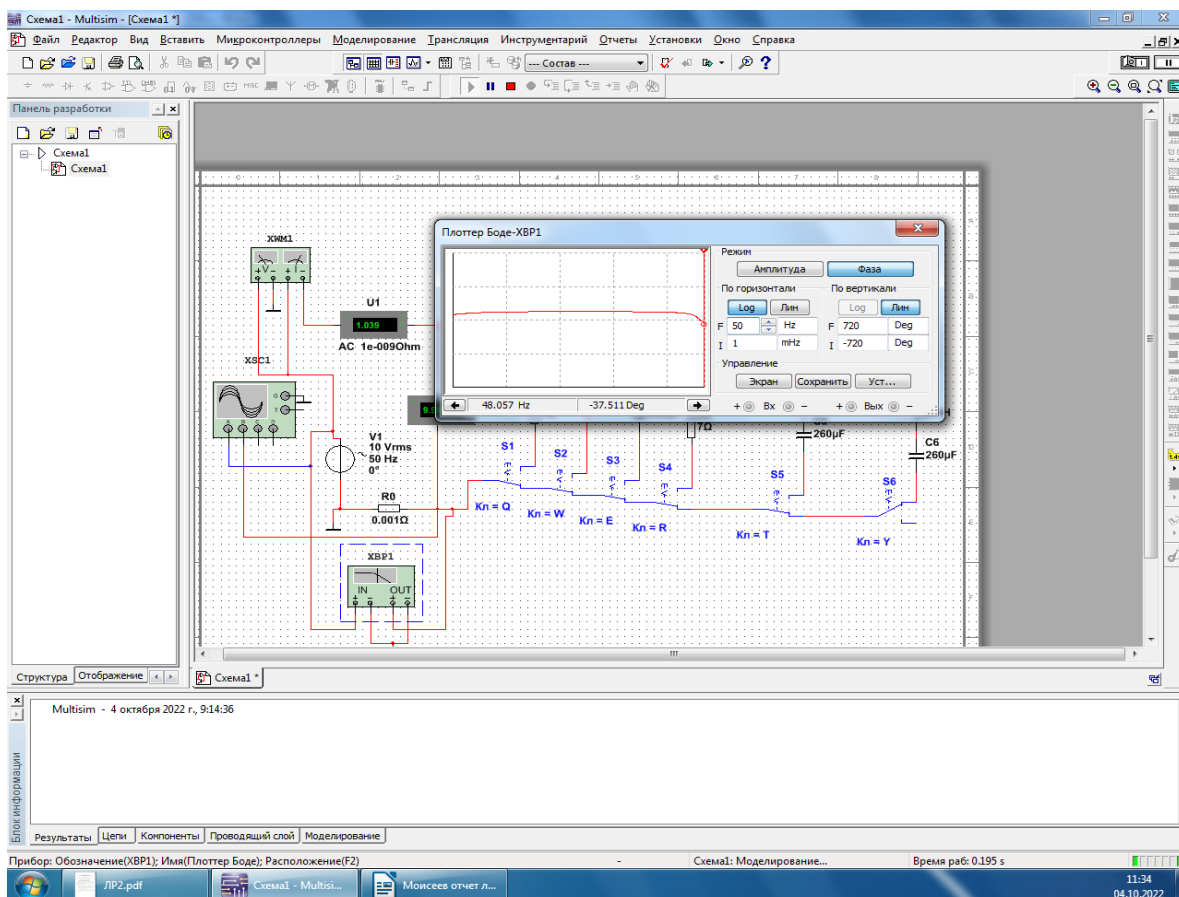 Схема1 - Multisim - [Схема1 *]
Файл Редактор Вид Вставить Микроконтроллеры Моделирование Трансляция Инструментарий Отчеты Установки Окно Справка
--- Состав ---
Панель разработки
Схема1
Схема1
XWM1
U1
1.039
AC 1e-009Ohm
XSC1
V1
10 Vrms
50 Hz
0°
R0
0.001Ω
XBP1
IN OUT
Плоттер Боде-XBP1
Режим
Амплитуда Фаза
По горизонтали По вертикали
Log Лин Log Лин
F 50 Hz F 720 Deg
I 1 mHz I -720 Deg
Управление
Экран Сохранить Уст...
48.057 Hz -37.511 Deg + Вх - + Вых -
7Ω
260µF
C6
260µF
S1
S2
S3
S4
S5
S6
Кл = Q
Кл = W
Кл = E
Кл = R
Кл = T
Кл = Y
Структура Отображение
Схема1 *
Multisim - 4 октября 2022 г., 9:14:36
Блок информации
Результаты Цепи Компоненты Проводящий слой Моделирование
Прибор: Обозначение(XBP1); Имя(Плоттер Боде); Расположение(F2) - Схема1: Моделирование... Время раб: 0.195 s
ЛР2.pdf Схема1 - Multisi... Моисеев отчет л...
11:34
04.10.2022